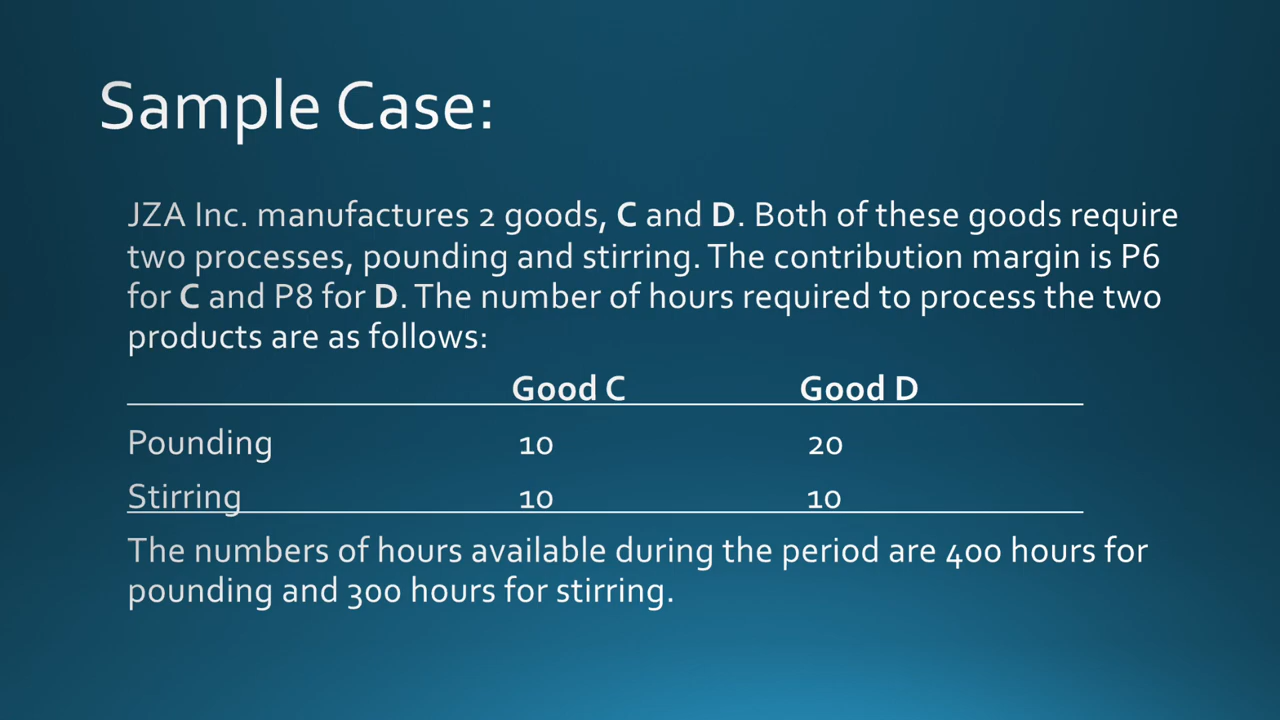 Sample Case:
JZA Inc. manufactures 2 goods, C and D. Both of these goods require
two processes, pounding and stirring. The contribution margin is P6
for C and P8 for D. The number of hours required to process the two
products are as follows:
Good C Good D
Pounding 10 20
Stirring 10 10
The numbers of hours available during the period are 400 hours for
pounding and 300 hours for stirring.